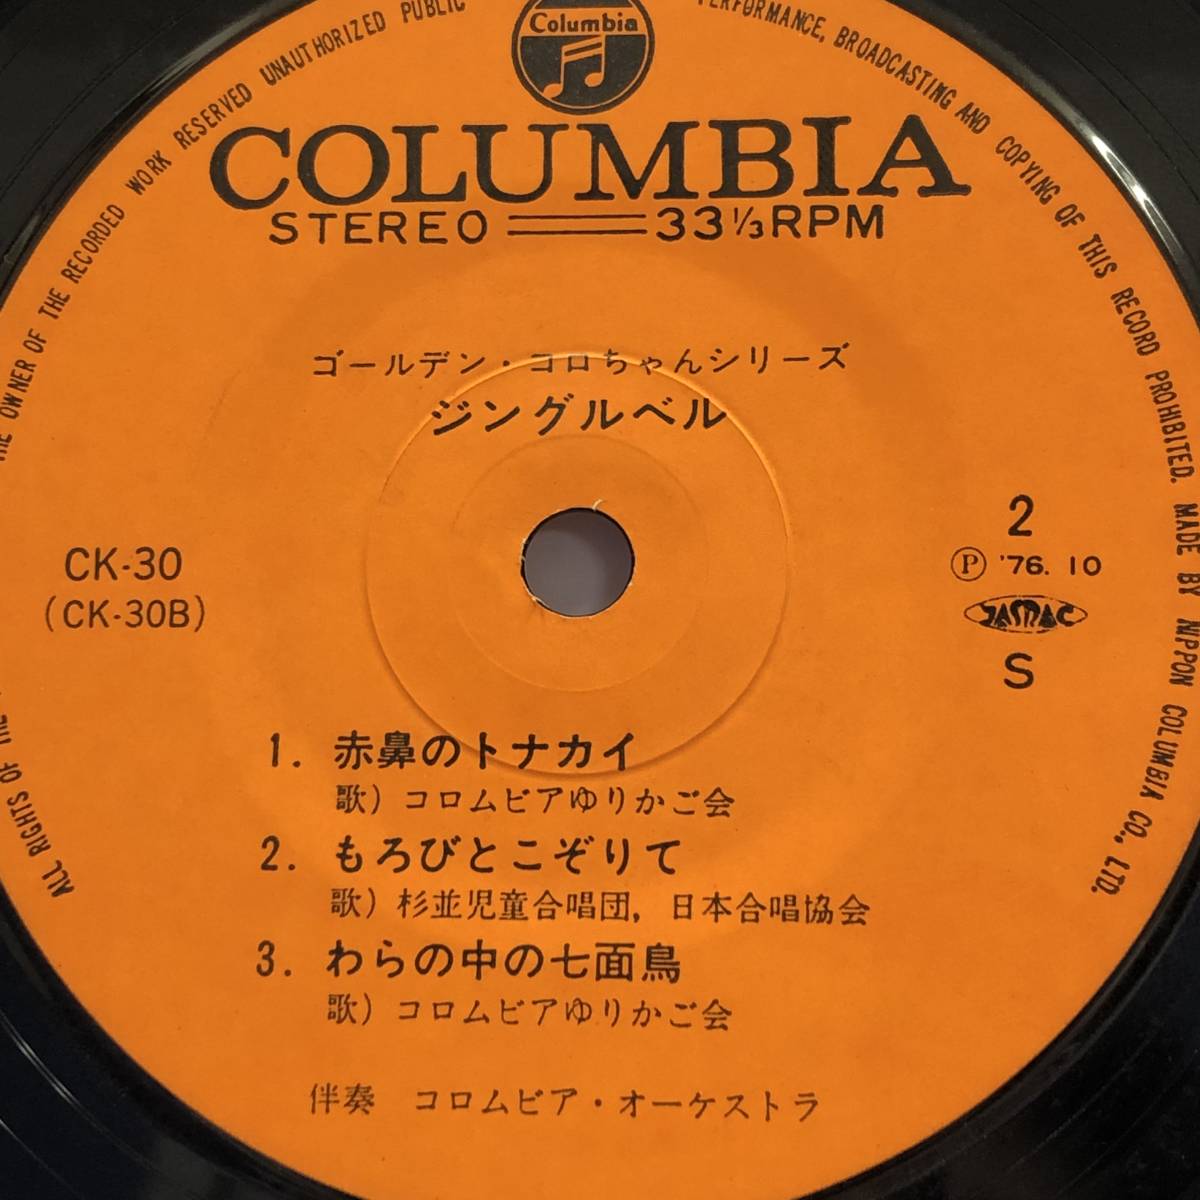 Columbia
COLUMBIA
STEREO 33 1/3 RPM
ゴールデン・コロちゃんシリーズ
ジングルベル
CK-30
(CK-30B)
2
Ⓟ '76. 10
JASRAC
S
1. 赤鼻のトナカイ
歌) コロムビアゆりかご会
2. もろびとこぞりて
歌) 杉並児童合唱団, 日本合唱協会
3. わらの中の七面鳥
歌) コロムビアゆりかご会
伴奏 コロムビア・オーケストラ
ALL RIGHTS OF THE OWNER OF THE RECORDED WORK RESERVED UNAUTHORIZED PUBLIC PERFORMANCE, BROADCASTING AND COPYING OF THIS RECORD PROHIBITED. MADE BY NIPPON COLUMBIA CO., LTD.